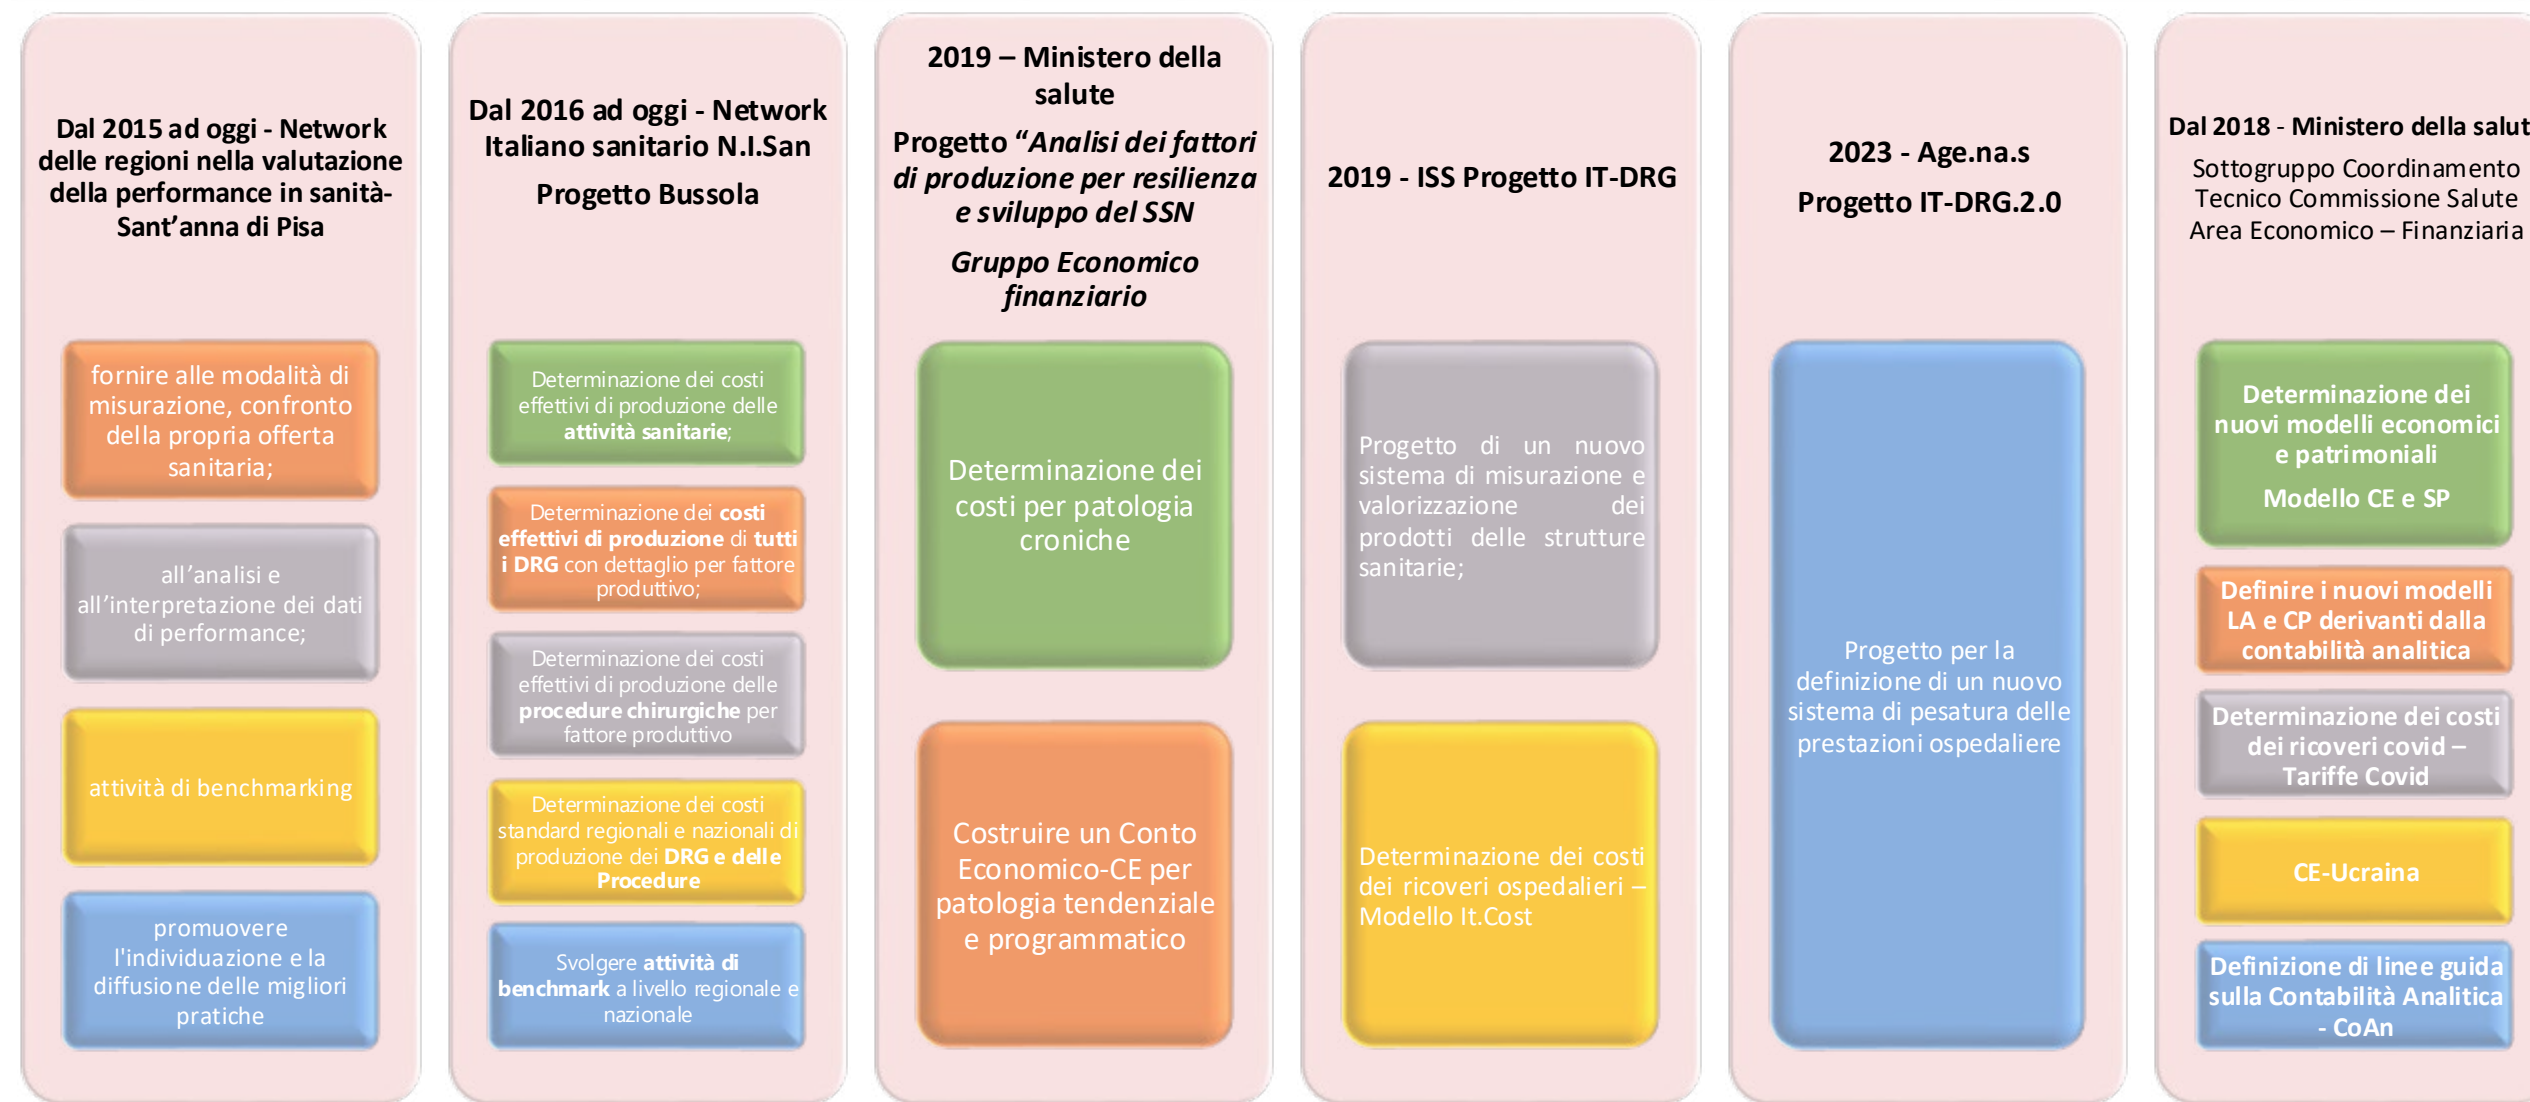 Dal 2015 ad oggi - Network
delle regioni nella valutazione
della performance in sanità-
Sant'anna di Pisa
fornire alle modalità di
misurazione, confronto
della propria offerta
sanitaria;
all'analisi e
all'interpretazione dei dati
di performance;
attività di benchmarking
promuovere
l'individuazione e la
diffusione delle migliori
pratiche
Dal 2016 ad oggi - Network
Italiano sanitario N.I.San
Progetto Bussola
Determinazione dei costi
effettivi di produzione delle
attività sanitarie;
Determinazione dei costi
effettivi di produzione di tutti
i DRG con dettaglio per fattore
produttivo;
Determinazione dei costi
effettivi di produzione delle
procedure chirurgiche per
fattore produttivo
Determinazione dei costi
standard regionali e nazionali di
produzione dei DRG e delle
Procedure
Svolgere attività di
benchmark a livello regionale e
nazionale
2019 – Ministero della
salute
Progetto “Analisi dei fattori
di produzione per resilienza
e sviluppo del SSN
Gruppo Economico
finanziario
Determinazione dei
costi per patologia
croniche
Costruire un Conto
Economico-CE per
patologia tendenziale
e programmatico
2019 - ISS Progetto IT-DRG
Progetto di un nuovo
sistema di misurazione e
valorizzazione dei
prodotti delle strutture
sanitarie;
Determinazione dei costi
dei ricoveri ospedalieri –
Modello It.Cost
2023 - Age.na.s
Progetto IT-DRG.2.0
Progetto per la
definizione di un nuovo
sistema di pesatura delle
prestazioni ospedaliere
Dal 2018 - Ministero della salut
Sottogruppo Coordinamento
Tecnico Commissione Salute
Area Economico – Finanziaria
Determinazione dei
nuovi modelli economici
e patrimoniali
Modello CE e SP
Definire i nuovi modelli
LA e CP derivanti dalla
contabilità analitica
Determinazione dei costi
dei ricoveri covid –
Tariffe Covid
CE-Ucraina
Definizione di linee guida
sulla Contabilità Analitica
- CoAn